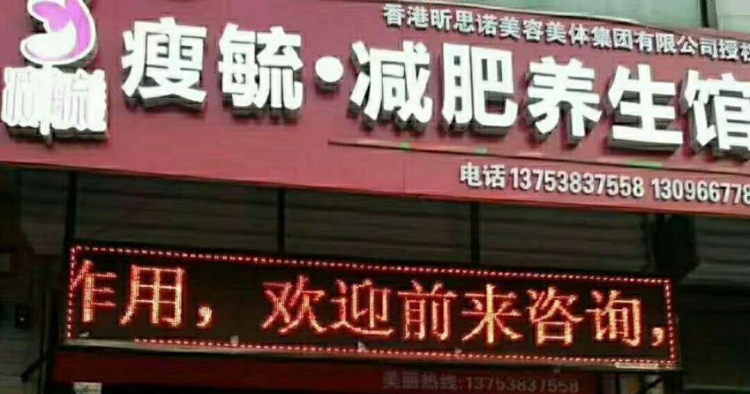 香港昕思诺美容美体集团有限公司授权
瘦毓
瘦毓·减肥养生馆
电话 13753837558 130966778
作用，欢迎前来咨询，
美丽热线:13753837558